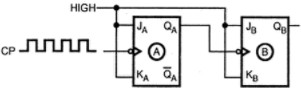 HIGH
J_A Q_A J_B Q_B
CP A B
K_A Q̅_A K_B